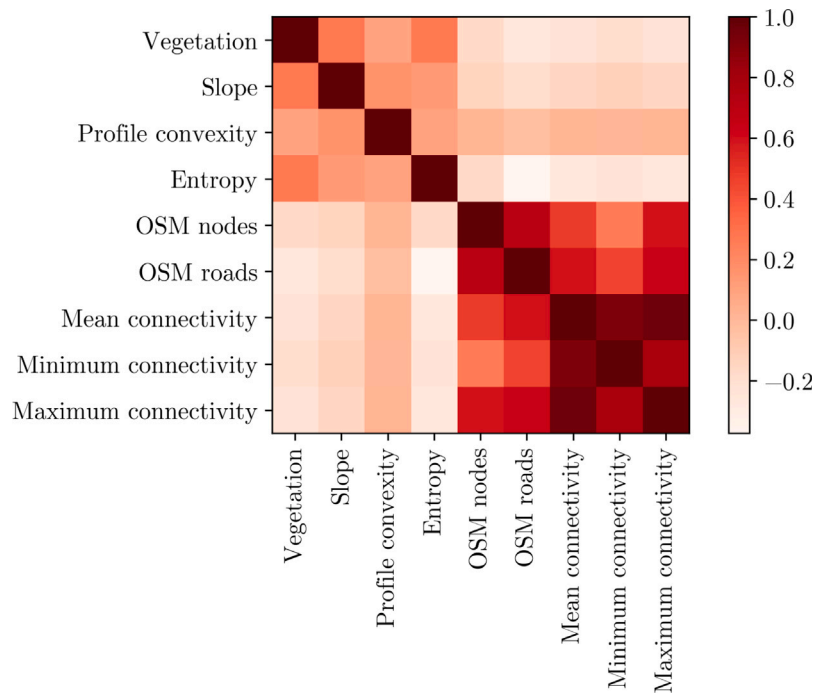 Vegetation
Slope
Profile convexity
Entropy
OSM nodes
OSM roads
Mean connectivity
Minimum connectivity
Maximum connectivity
Vegetation
Slope
Profile convexity
Entropy
OSM nodes
OSM roads
Mean connectivity
Minimum connectivity
Maximum connectivity
1.0
0.8
0.6
0.4
0.2
0.0
−0.2